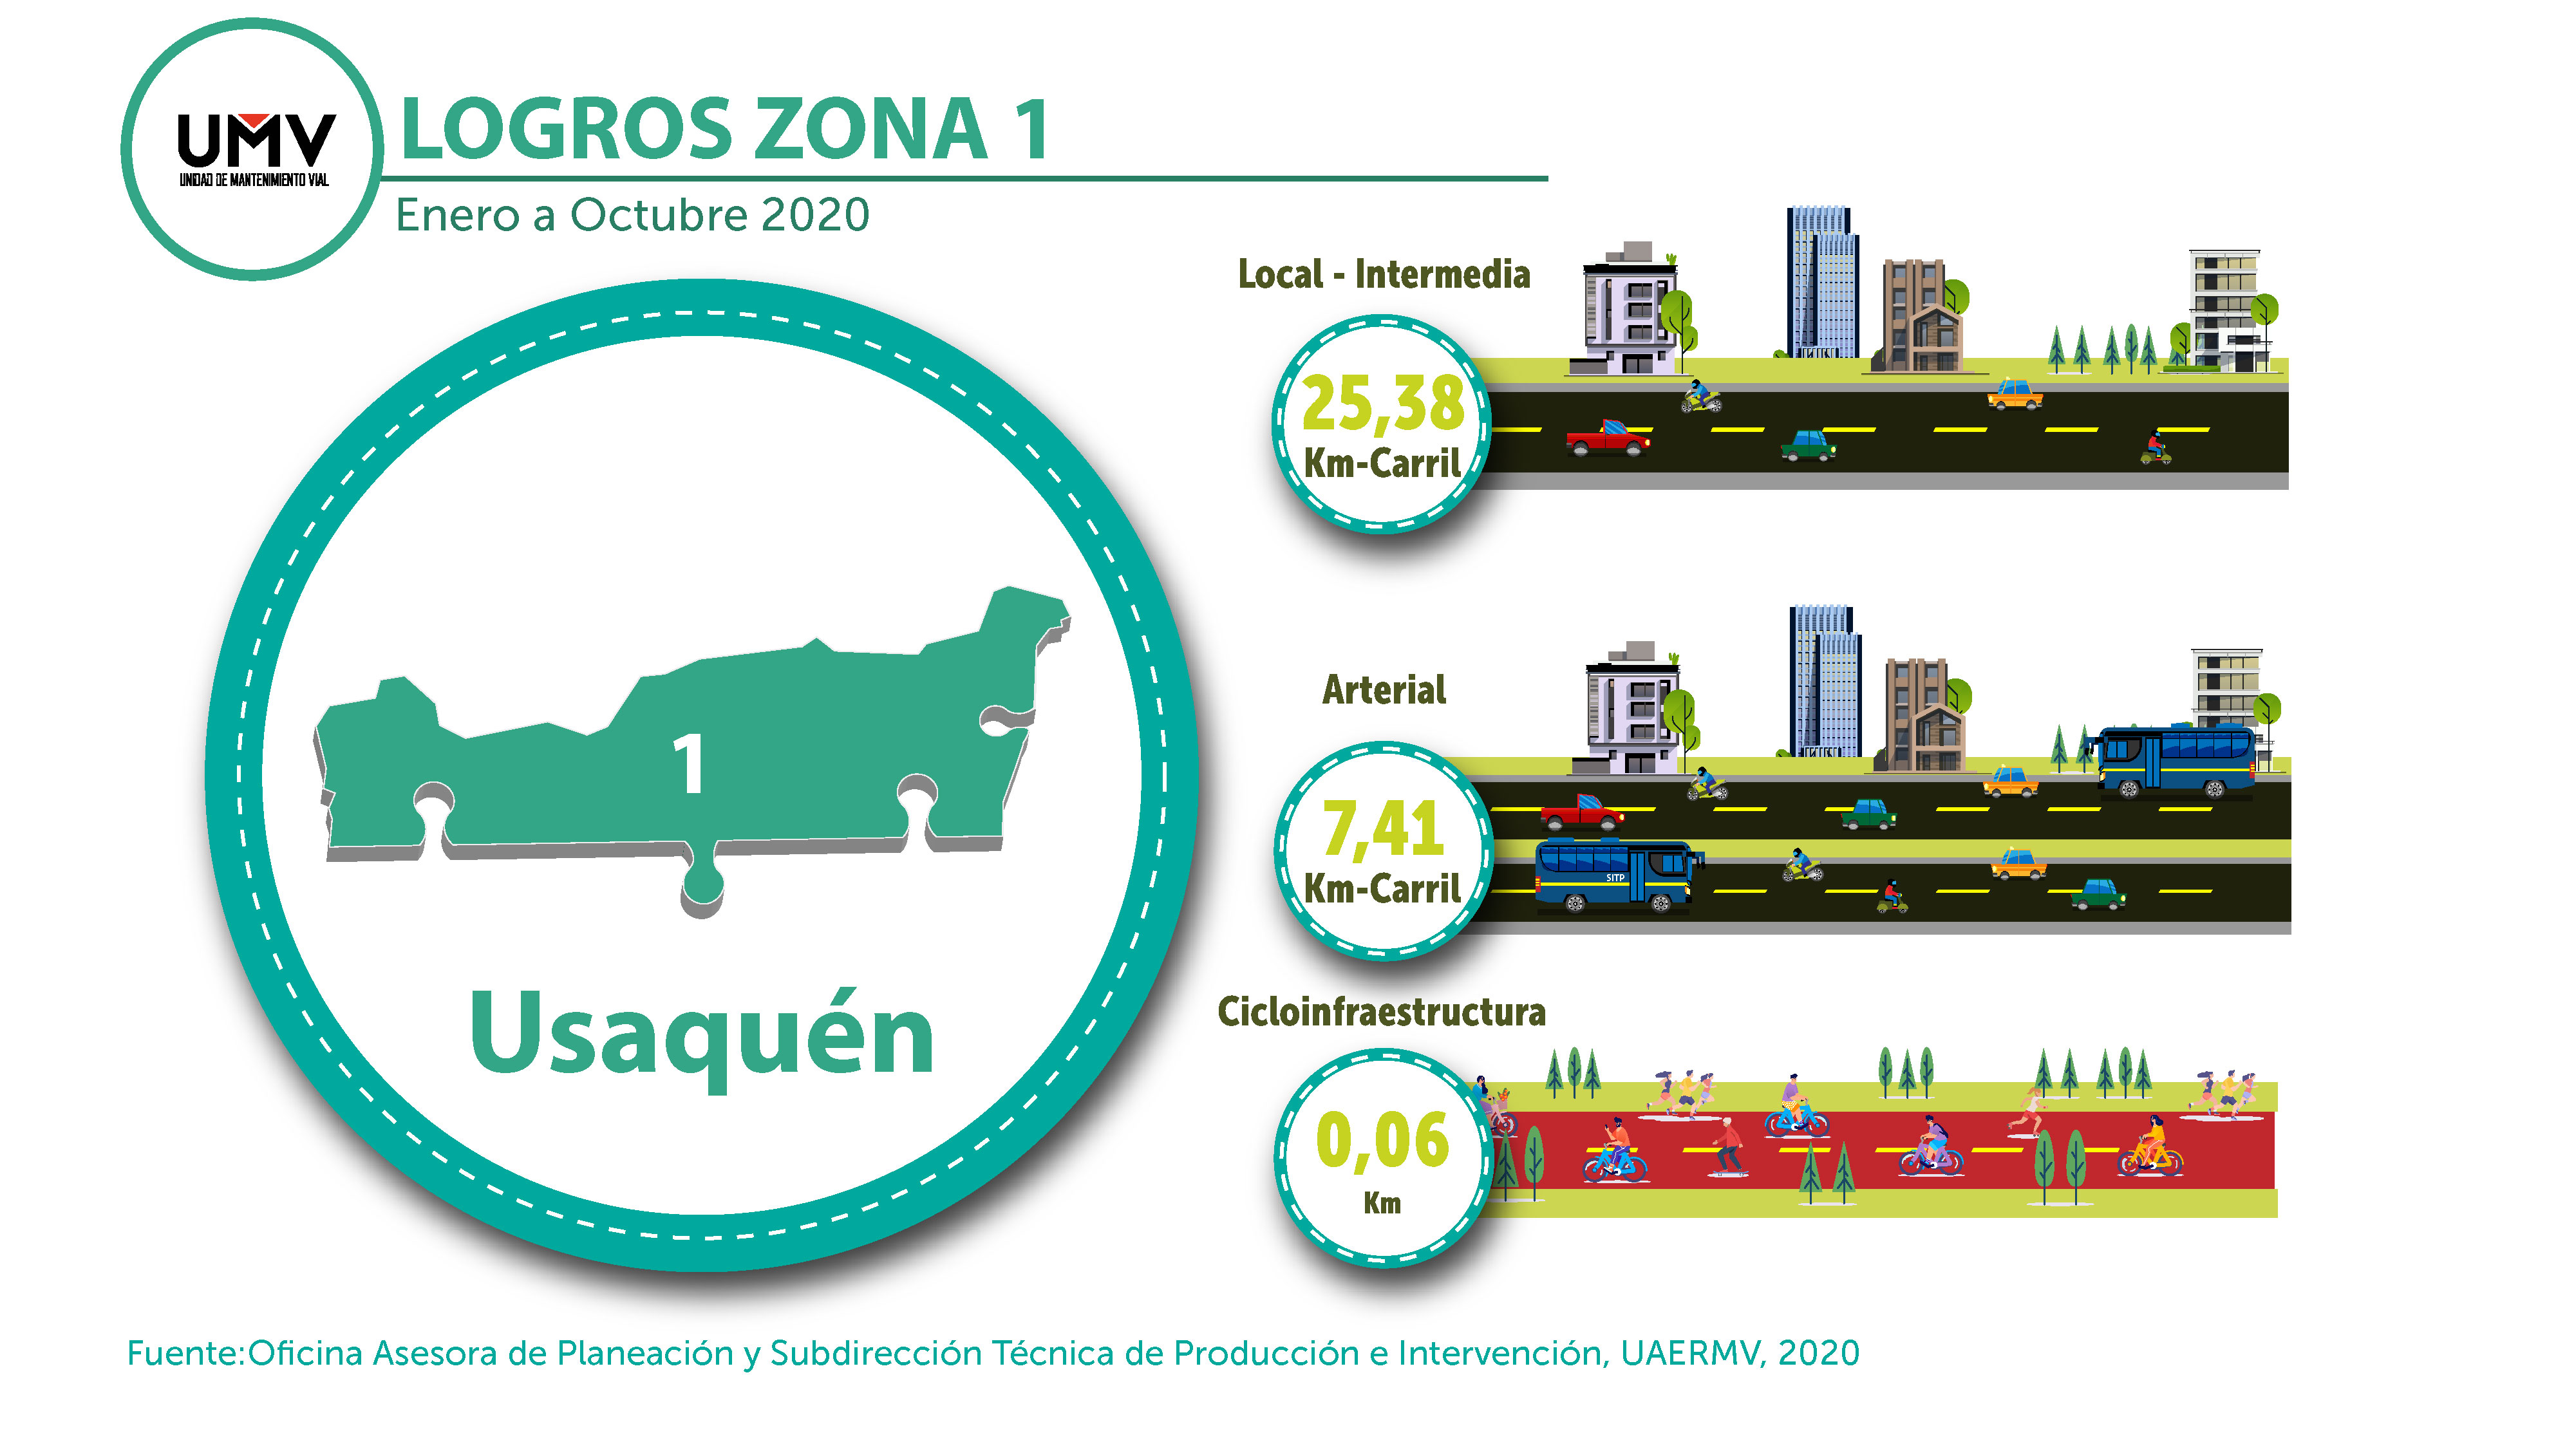 UMV
UNIDAD DE MANTENIMIENTO VIAL
LOGROS ZONA 1
Enero a Octubre 2020
1
Usaquén
Local - Intermedia
25,38
Km-Carril
Arterial
7,41
Km-Carril
SITP
Cicloinfraestructura
0,06
Km
Fuente:Oficina Asesora de Planeación y Subdirección Técnica de Producción e Intervención, UAERMV, 2020